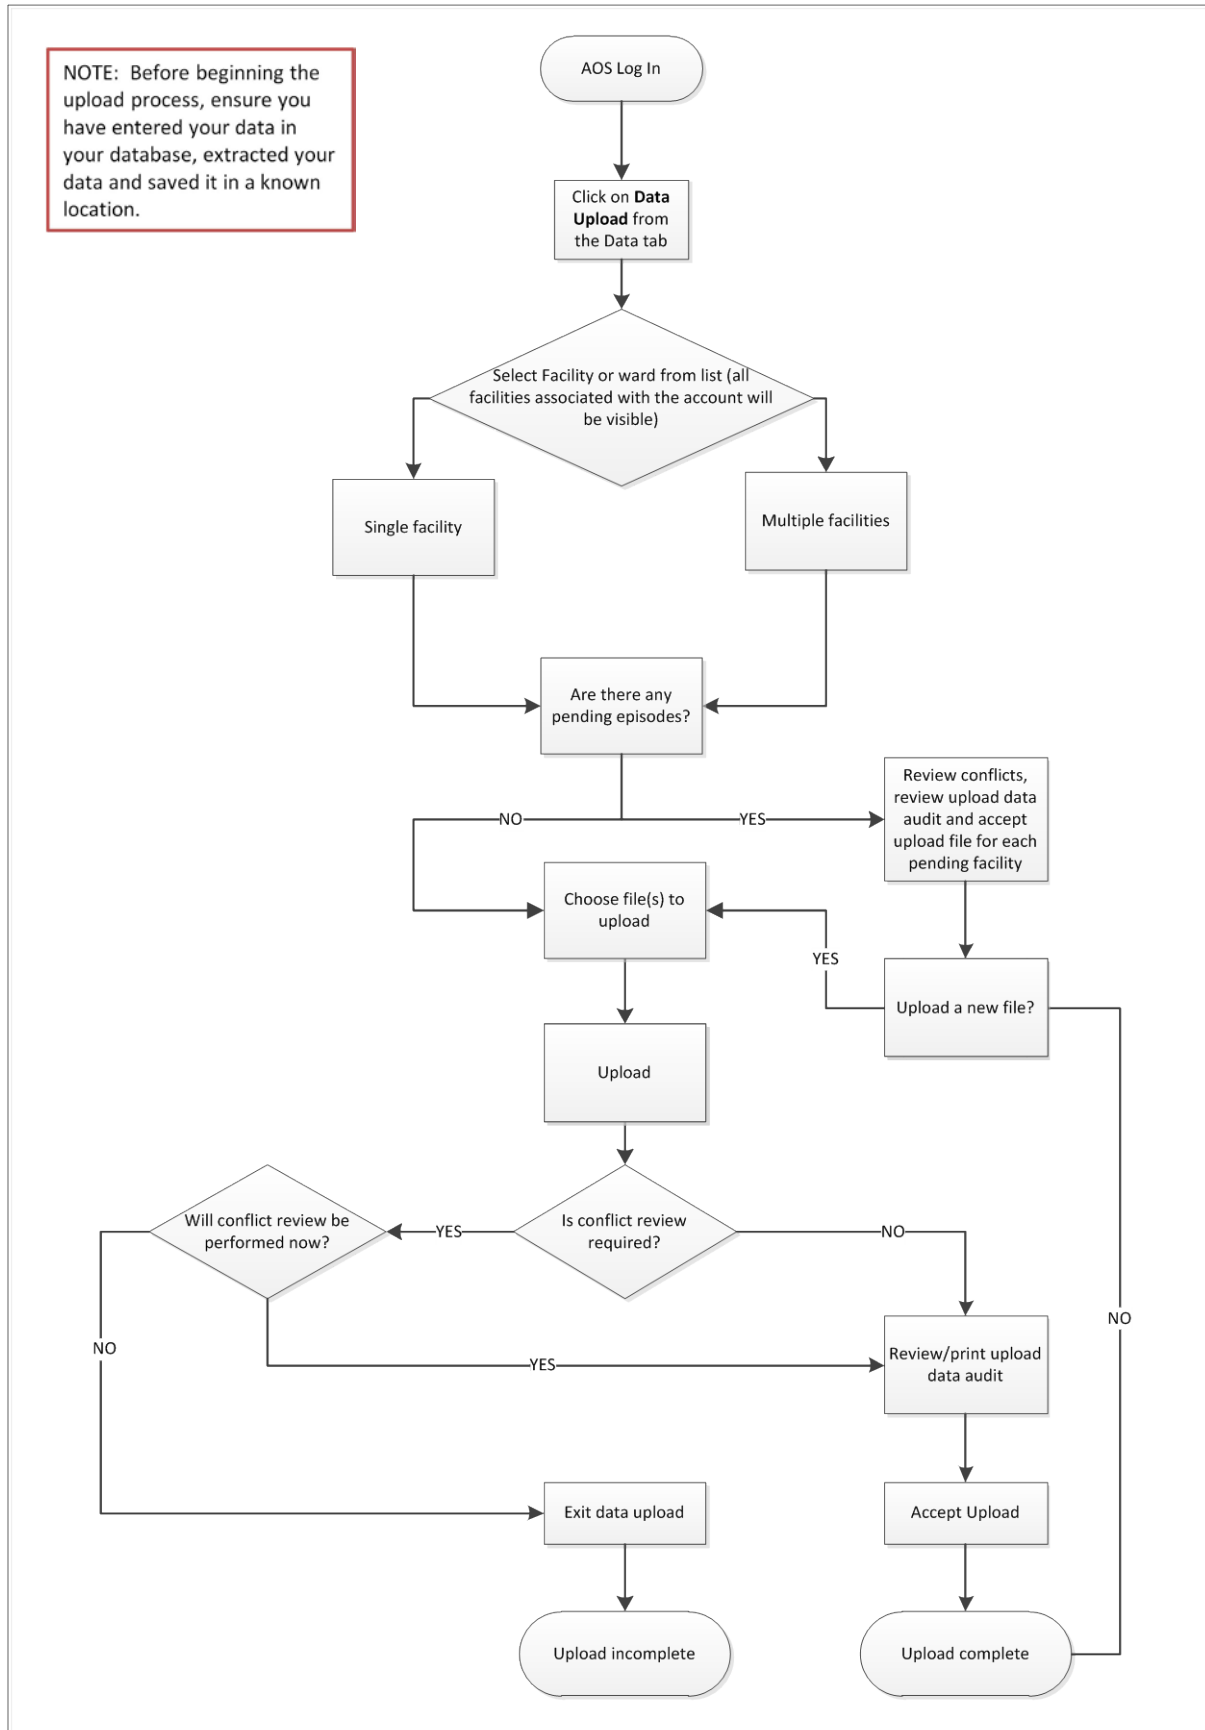 NOTE:  Before beginning the
upload process, ensure you
have entered your data in
your database, extracted your
data and saved it in a known
location.
AOS Log In
Click on Data
Upload from
the Data tab
Select Facility or ward from list (all
facilities associated with the account will
be visible)
Single facility
Multiple facilities
Are there any
pending episodes?
NO
YES
Review conflicts,
review upload data
audit and accept
upload file for each
pending facility
Choose file(s) to
upload
YES
Upload a new file?
Upload
Will conflict review be
performed now?
YES
Is conflict review
required?
NO
NO
NO
YES
Review/print upload
data audit
Exit data upload
Accept Upload
Upload incomplete
Upload complete